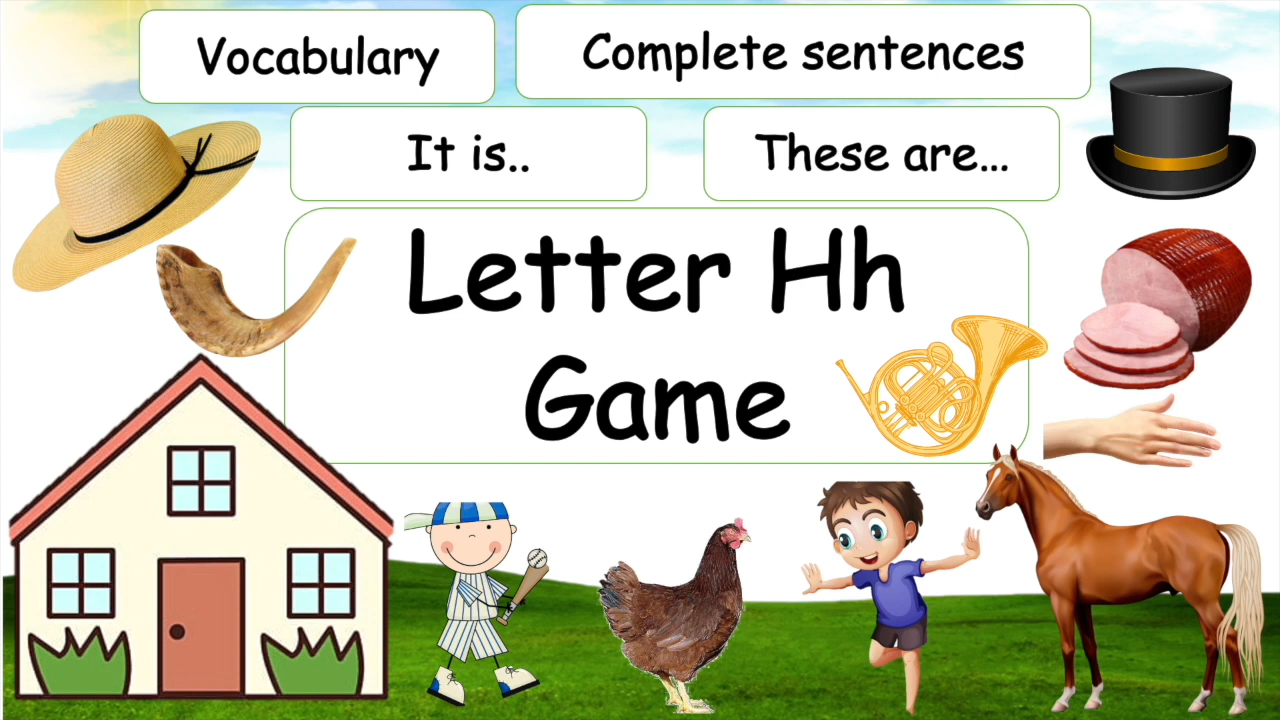 Vocabulary
Complete sentences
It is..
These are...
Letter Hh
Game